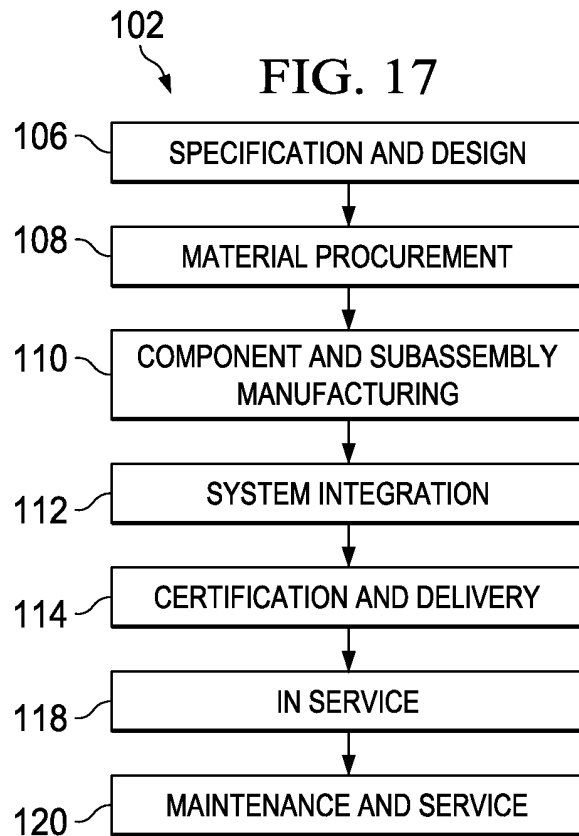 102
FIG. 17
106
SPECIFICATION AND DESIGN
108
MATERIAL PROCUREMENT
110
COMPONENT AND SUBASSEMBLY
MANUFACTURING
112
SYSTEM INTEGRATION
114
CERTIFICATION AND DELIVERY
118
IN SERVICE
120
MAINTENANCE AND SERVICE